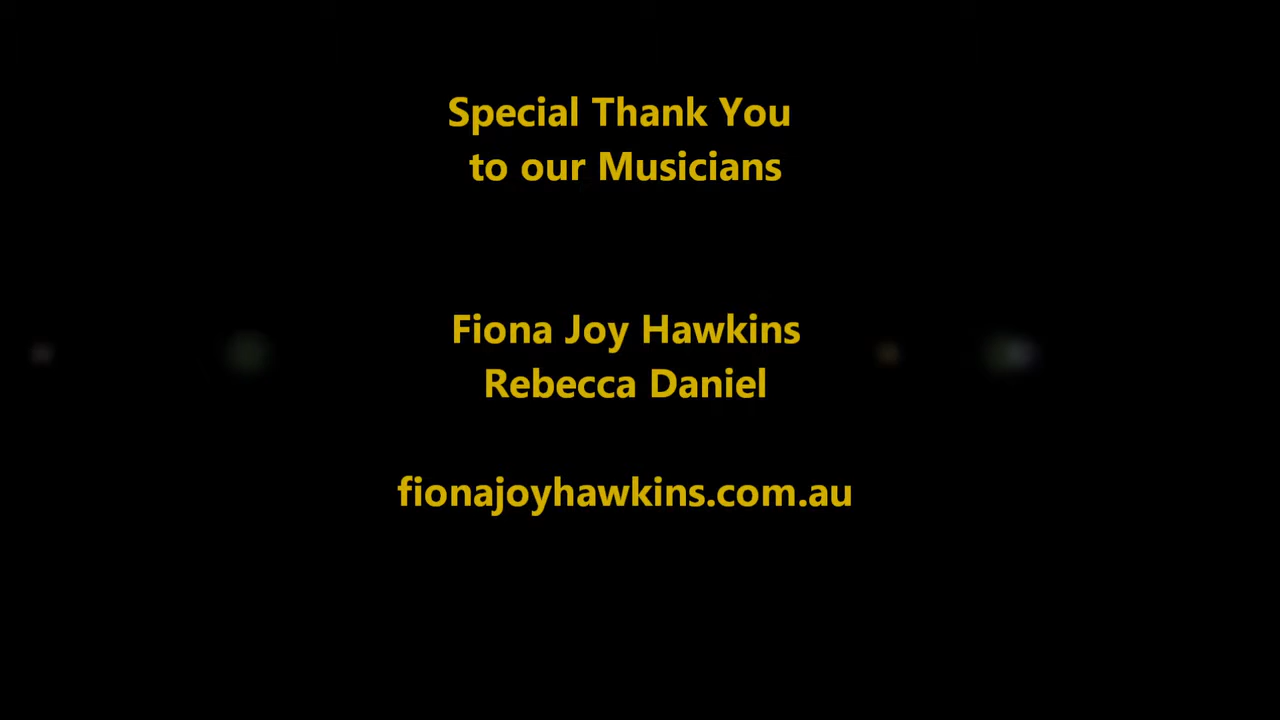 Special Thank You
to our Musicians
Fiona Joy Hawkins
Rebecca Daniel
fionajoyhawkins.com.au